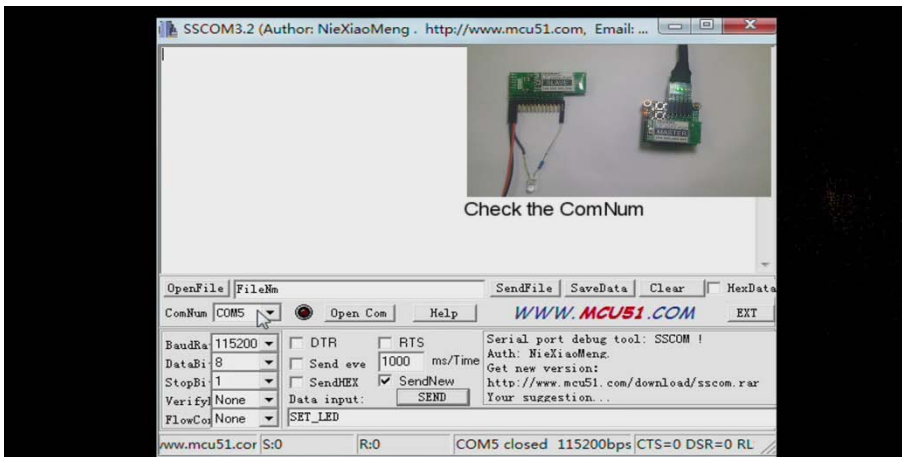 SSCOM3.2 (Author: NieXiaoMeng . http://www.mcu51.com, Email: ...
SLAVE
MASTER
Check the ComNum
OpenFile FileNm SendFile SaveData Clear HexData
ComNum COM5 Open Com Help WWW.MCU51.COM EXT
BaudRa 115200 DTR RTS
DataBi 8 Send eve 1000 ms/Time
StopBi 1 SendHEX SendNew
VerifyI None Data input: SEND
FlowCo None SET_LED
Serial port debug tool: SSCOM !
Auth: NieXiaoMeng.
Get new version:
http://www.mcu51.com/download/sscom.rar
Your suggestion...
ww.mcu51.cor S:0 R:0 COM5 closed 115200bps CTS=0 DSR=0 RL